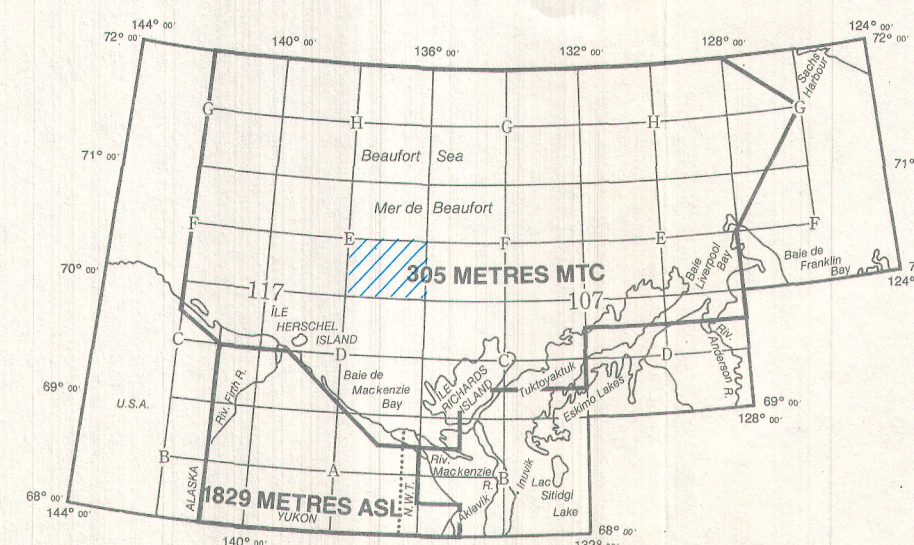 144° 00'
72° 00'
140° 00'
136° 00'
132° 00'
128° 00'
124° 00'
72° 00'
Sachs
Harbour
G
H
G
H
G
71° 00'
Beaufort Sea
71°
Mer de Beaufort
F
E
F
E
F
Baie
Liverpool
Bay
Baie de
Franklin
Bay
70° 00'
305 METRES MTC
7
124°
117
107
ÎLE
HERSCHEL
ISLAND
C
D
C
D
Riv.
Anderson R.
Baie de
Mackenzie
Bay
ÎLE
RICHARDS
ISLAND
Tuktoyaktuk
Eskimo Lakes
69° 00'
69° 00'
128° 00'
U.S.A.
Riv. Firth R.
B
A
B
Riv.
Mackenzie
R.
Inuvik
Lac
Sitidgi
Lake
Aklavik
N.W.T.
ALASKA
1829 METRES ASL
YUKON
68° 00'
144° 00'
68° 00'
140° 00'
132° 00'